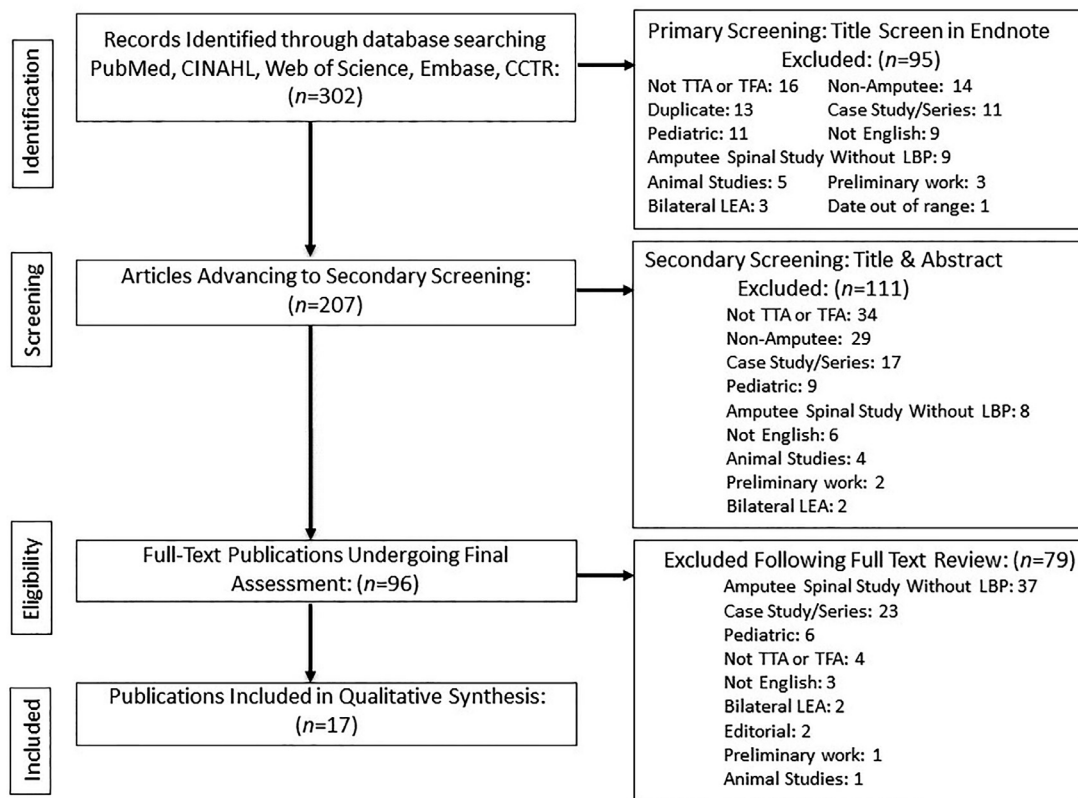 Identification
Records Identified through database searching
PubMed, CINAHL, Web of Science, Embase, CCTR:
(n=302)
Primary Screening: Title Screen in Endnote
Excluded: (n=95)
Not TTA or TFA: 16 Non-Amputee: 14
Duplicate: 13 Case Study/Series: 11
Pediatric: 11 Not English: 9
Amputee Spinal Study Without LBP: 9
Animal Studies: 5 Preliminary work: 3
Bilateral LEA: 3 Date out of range: 1
Screening
Articles Advancing to Secondary Screening:
(n=207)
Secondary Screening: Title & Abstract
Excluded: (n=111)
Not TTA or TFA: 34
Non-Amputee: 29
Case Study/Series: 17
Pediatric: 9
Amputee Spinal Study Without LBP: 8
Not English: 6
Animal Studies: 4
Preliminary work: 2
Bilateral LEA: 2
Eligibility
Full-Text Publications Undergoing Final
Assessment: (n=96)
Excluded Following Full Text Review: (n=79)
Amputee Spinal Study Without LBP: 37
Case Study/Series: 23
Pediatric: 6
Not TTA or TFA: 4
Not English: 3
Bilateral LEA: 2
Editorial: 2
Preliminary work: 1
Animal Studies: 1
Included
Publications Included in Qualitative Synthesis:
(n=17)